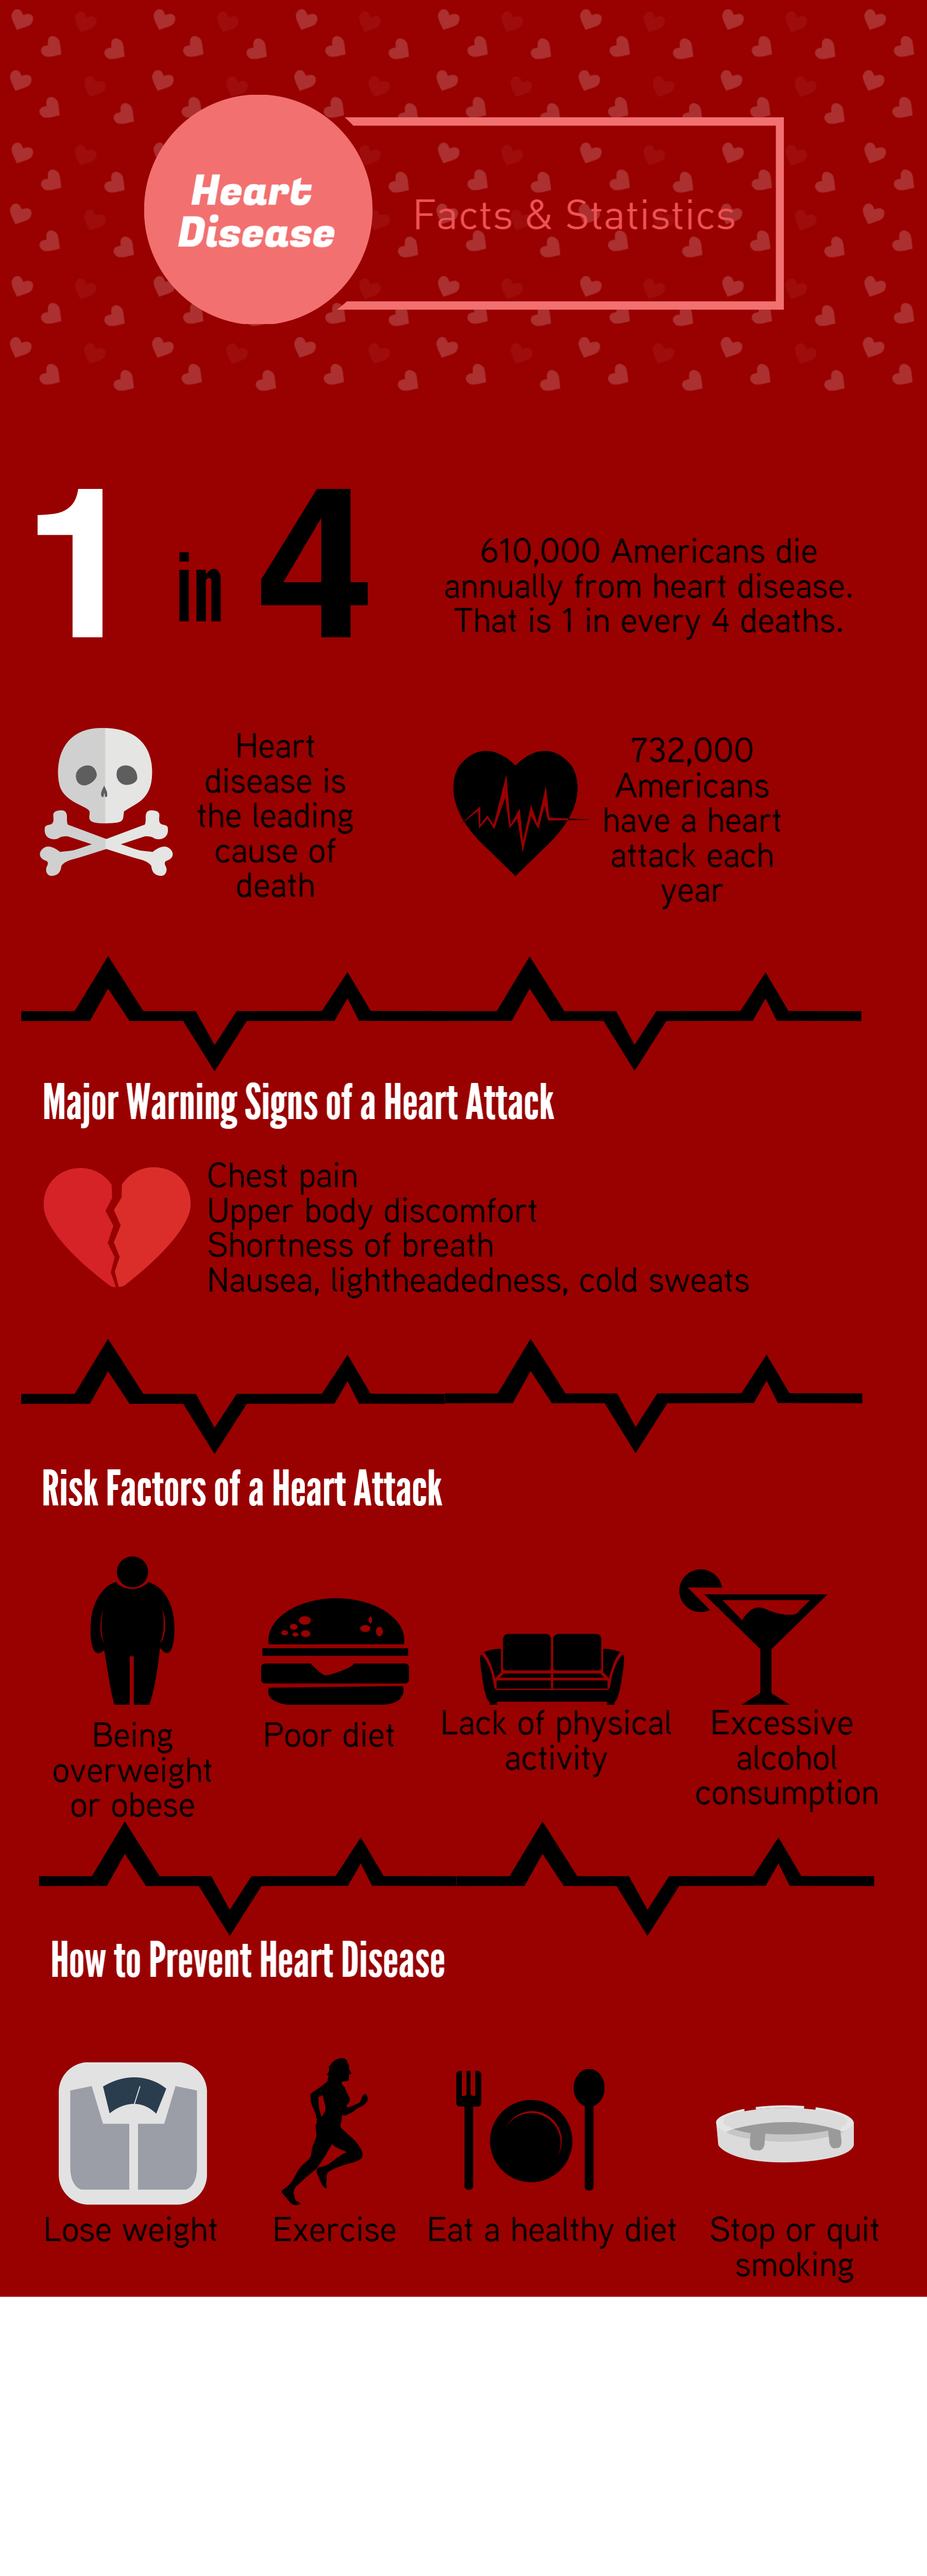 Heart
Disease
Facts & Statistics
1 in 4
610,000 Americans die
annually from heart disease.
That is 1 in every 4 deaths.
Heart
disease is
the leading
cause of
death
732,000
Americans
have a heart
attack each
year
Major Warning Signs of a Heart Attack
Chest pain
Upper body discomfort
Shortness of breath
Nausea, lightheadedness, cold sweats
Risk Factors of a Heart Attack
Being
overweight
or obese
Poor diet
Lack of physical
activity
Excessive
alcohol
consumption
How to Prevent Heart Disease
Lose weight
Exercise
Eat a healthy diet
Stop or quit
smoking